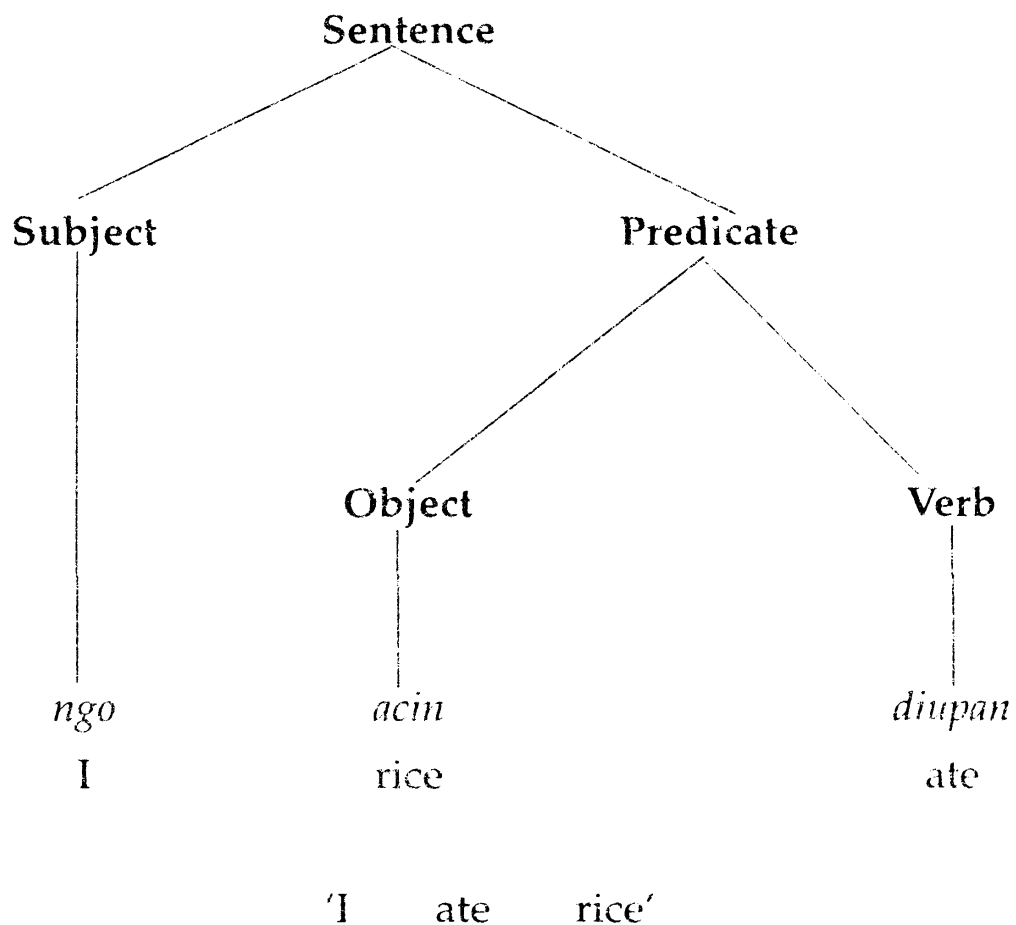 Sentence
Subject Predicate
Object Verb
ngo acin diupan
I rice ate
'I ate rice'